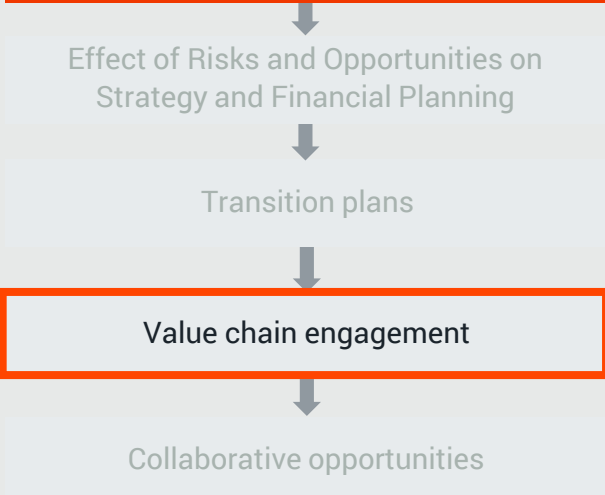 Effect of Risks and Opportunities on
Strategy and Financial Planning
Transition plans
Value chain engagement
Collaborative opportunities